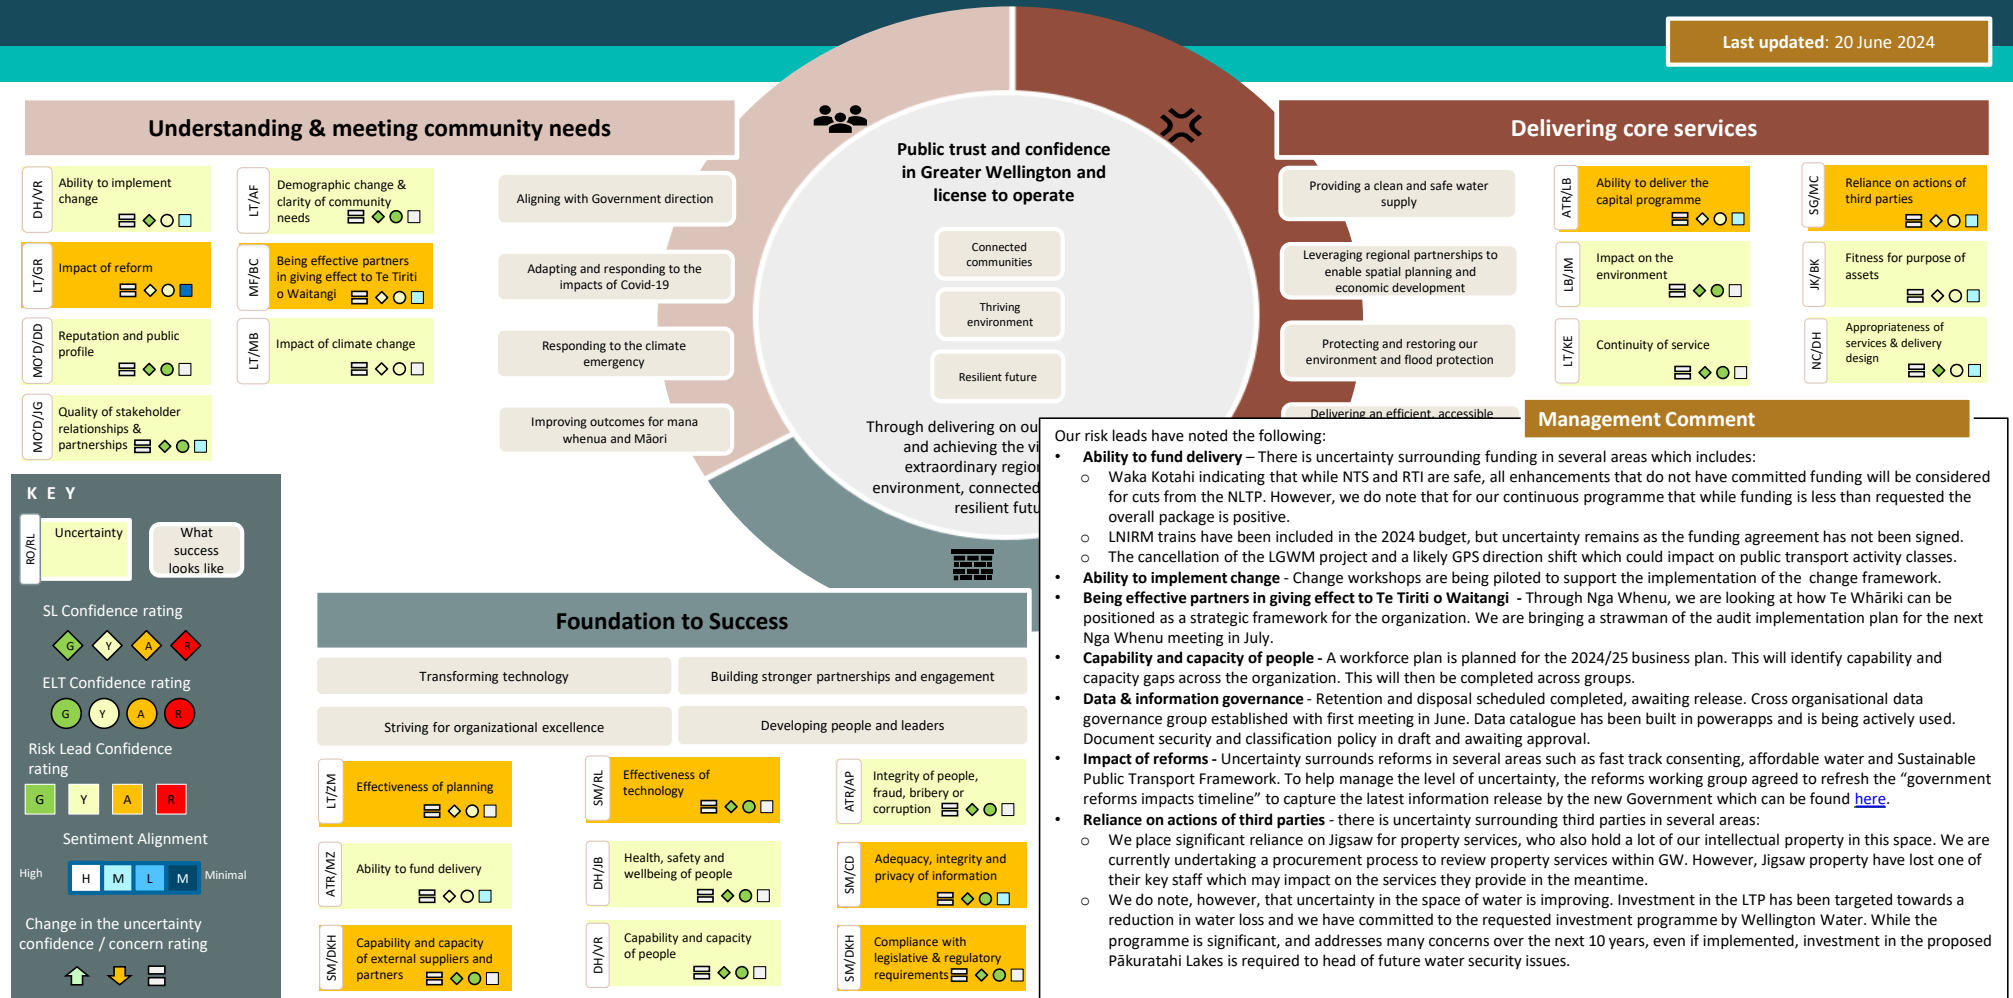 Last updated: 20 June 2024
Understanding & meeting community needs
DH/VR
Ability to implement
change
LT/AF
Demographic change &
clarity of community
needs
LT/GR
Impact of reform
MF/BC
Being effective partners
in giving effect to Te Tiriti
o Waitangi
MO'D/DD
Reputation and public
profile
LT/MB
Impact of climate change
MO'D/JG
Quality of stakeholder
relationships &
partnerships
Aligning with Government direction
Adapting and responding to the
impacts of Covid-19
Responding to the climate
emergency
Improving outcomes for mana
whenua and Māori
Public trust and confidence
in Greater Wellington and
license to operate
Connected
communities
Thriving
environment
Resilient future
Through delivering on ou
and achieving the vi
extraordinary regio
environment, connected
resilient futu
Delivering core services
Providing a clean and safe water
supply
Leveraging regional partnerships to
enable spatial planning and
economic development
Protecting and restoring our
environment and flood protection
Delivering an efficient, accessible
ATR/LB
Ability to deliver the
capital programme
SG/MC
Reliance on actions of
third parties
LB/JM
Impact on the
environment
JK/BK
Fitness for purpose of
assets
LT/KE
Continuity of service
NC/DH
Appropriateness of
services & delivery
design
KEY
RO/RL
Uncertainty
What
success
looks like
SL Confidence rating
G Y A R
ELT Confidence rating
G Y A R
Risk Lead Confidence
rating
G Y A R
Sentiment Alignment
High H M L M Minimal
Change in the uncertainty
confidence / concern rating
Foundation to Success
Transforming technology
Building stronger partnerships and engagement
Striving for organizational excellence
Developing people and leaders
LT/ZM
Effectiveness of planning
SM/RL
Effectiveness of
technology
ATR/AP
Integrity of people,
fraud, bribery or
corruption
ATR/MZ
Ability to fund delivery
DH/JB
Health, safety and
wellbeing of people
SM/CD
Adequacy, integrity and
privacy of information
SM/DKH
Capability and capacity
of external suppliers and
partners
DH/VR
Capability and capacity
of people
SM/DKH
Compliance with
legislative & regulatory
requirements
Management Comment
Our risk leads have noted the following:
• Ability to fund delivery – There is uncertainty surrounding funding in several areas which includes:
o Waka Kotahi indicating that while NTS and RTI are safe, all enhancements that do not have committed funding will be considered
for cuts from the NLTP. However, we do note that for our continuous programme that while funding is less than requested the
overall package is positive.
o LNIRM trains have been included in the 2024 budget, but uncertainty remains as the funding agreement has not been signed.
o The cancellation of the LGWM project and a likely GPS direction shift which could impact on public transport activity classes.
• Ability to implement change - Change workshops are being piloted to support the implementation of the change framework.
• Being effective partners in giving effect to Te Tiriti o Waitangi - Through Nga Whenu, we are looking at how Te Whāriki can be
positioned as a strategic framework for the organization. We are bringing a strawman of the audit implementation plan for the next
Nga Whenu meeting in July.
• Capability and capacity of people - A workforce plan is planned for the 2024/25 business plan. This will identify capability and
capacity gaps across the organization. This will then be completed across groups.
• Data & information governance - Retention and disposal scheduled completed, awaiting release. Cross organisational data
governance group established with first meeting in June. Data catalogue has been built in powerapps and is being actively used.
Document security and classification policy in draft and awaiting approval.
• Impact of reforms - Uncertainty surrounds reforms in several areas such as fast track consenting, affordable water and Sustainable
Public Transport Framework. To help manage the level of uncertainty, the reforms working group agreed to refresh the “government
reforms impacts timeline” to capture the latest information release by the new Government which can be found here.
• Reliance on actions of third parties - there is uncertainty surrounding third parties in several areas:
o We place significant reliance on Jigsaw for property services, who also hold a lot of our intellectual property in this space. We are
currently undertaking a procurement process to review property services within GW. However, Jigsaw property have lost one of
their key staff which may impact on the services they provide in the meantime.
o We do note, however, that uncertainty in the space of water is improving. Investment in the LTP has been targeted towards a
reduction in water loss and we have committed to the requested investment programme by Wellington Water. While the
programme is significant, and addresses many concerns over the next 10 years, even if implemented, investment in the proposed
Pākuratahi Lakes is required to head of future water security issues.